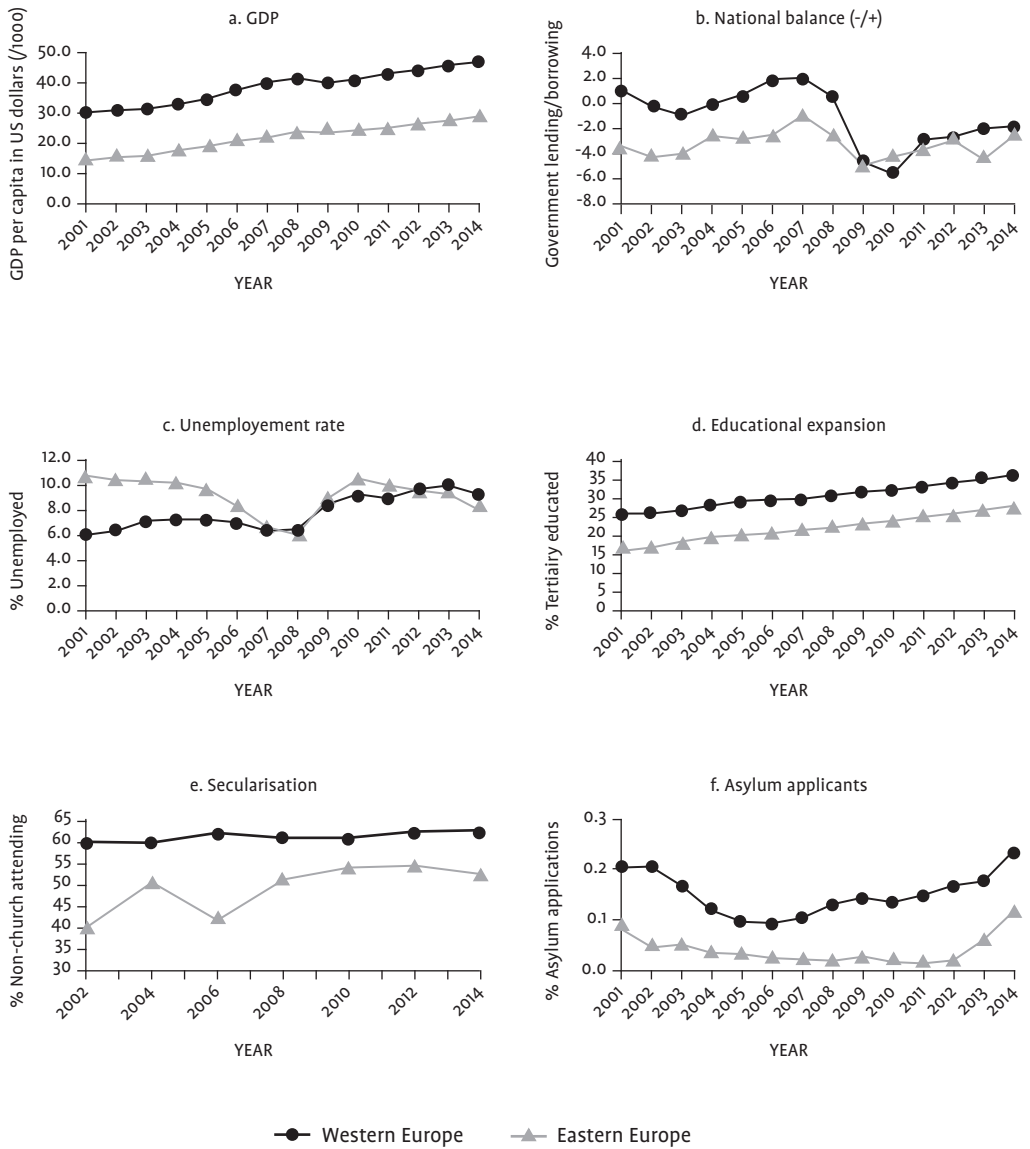 a. GDP
GDP per capita in US dollars (/1000)
50.0
40.0
30.0
20.0
10.0
0.0
2001 2002 2003 2004 2005 2006 2007 2008 2009 2010 2011 2012 2013 2014
YEAR
b. National balance (-/+)
Government lending/borrowing
4.0
2.0
0.0
-2.0
-4.0
-6.0
-8.0
2001 2002 2003 2004 2005 2006 2007 2008 2009 2010 2011 2012 2013 2014
YEAR
c. Unemployement rate
% Unemployed
12.0
10.0
8.0
6.0
4.0
2.0
0.0
2001 2002 2003 2004 2005 2006 2007 2008 2009 2010 2011 2012 2013 2014
YEAR
d. Educational expansion
% Tertiairy educated
40
35
30
25
20
15
10
5
0
2001 2002 2003 2004 2005 2006 2007 2008 2009 2010 2011 2012 2013 2014
YEAR
e. Secularisation
% Non-church attending
65
60
55
50
45
40
35
30
2002 2004 2006 2008 2010 2012 2014
YEAR
f. Asylum applicants
% Asylum applications
0.3
0.2
0.1
0.0
2001 2002 2003 2004 2005 2006 2007 2008 2009 2010 2011 2012 2013 2014
YEAR
Western Europe Eastern Europe